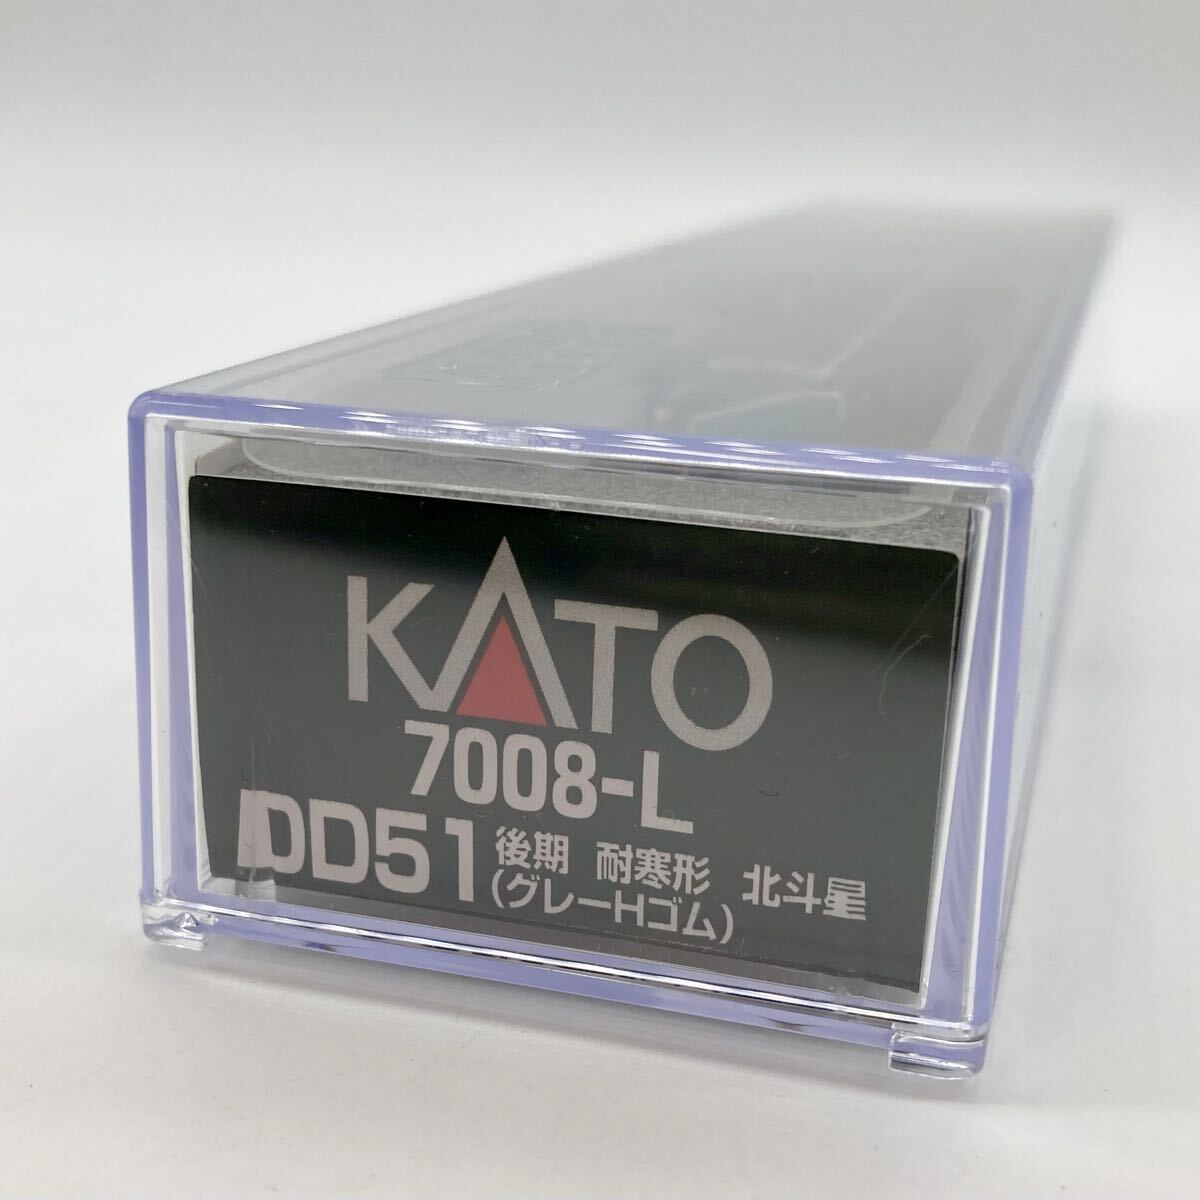 KATO
7008-L
DD51 後期 耐寒形 北斗星
(グレーHゴム)